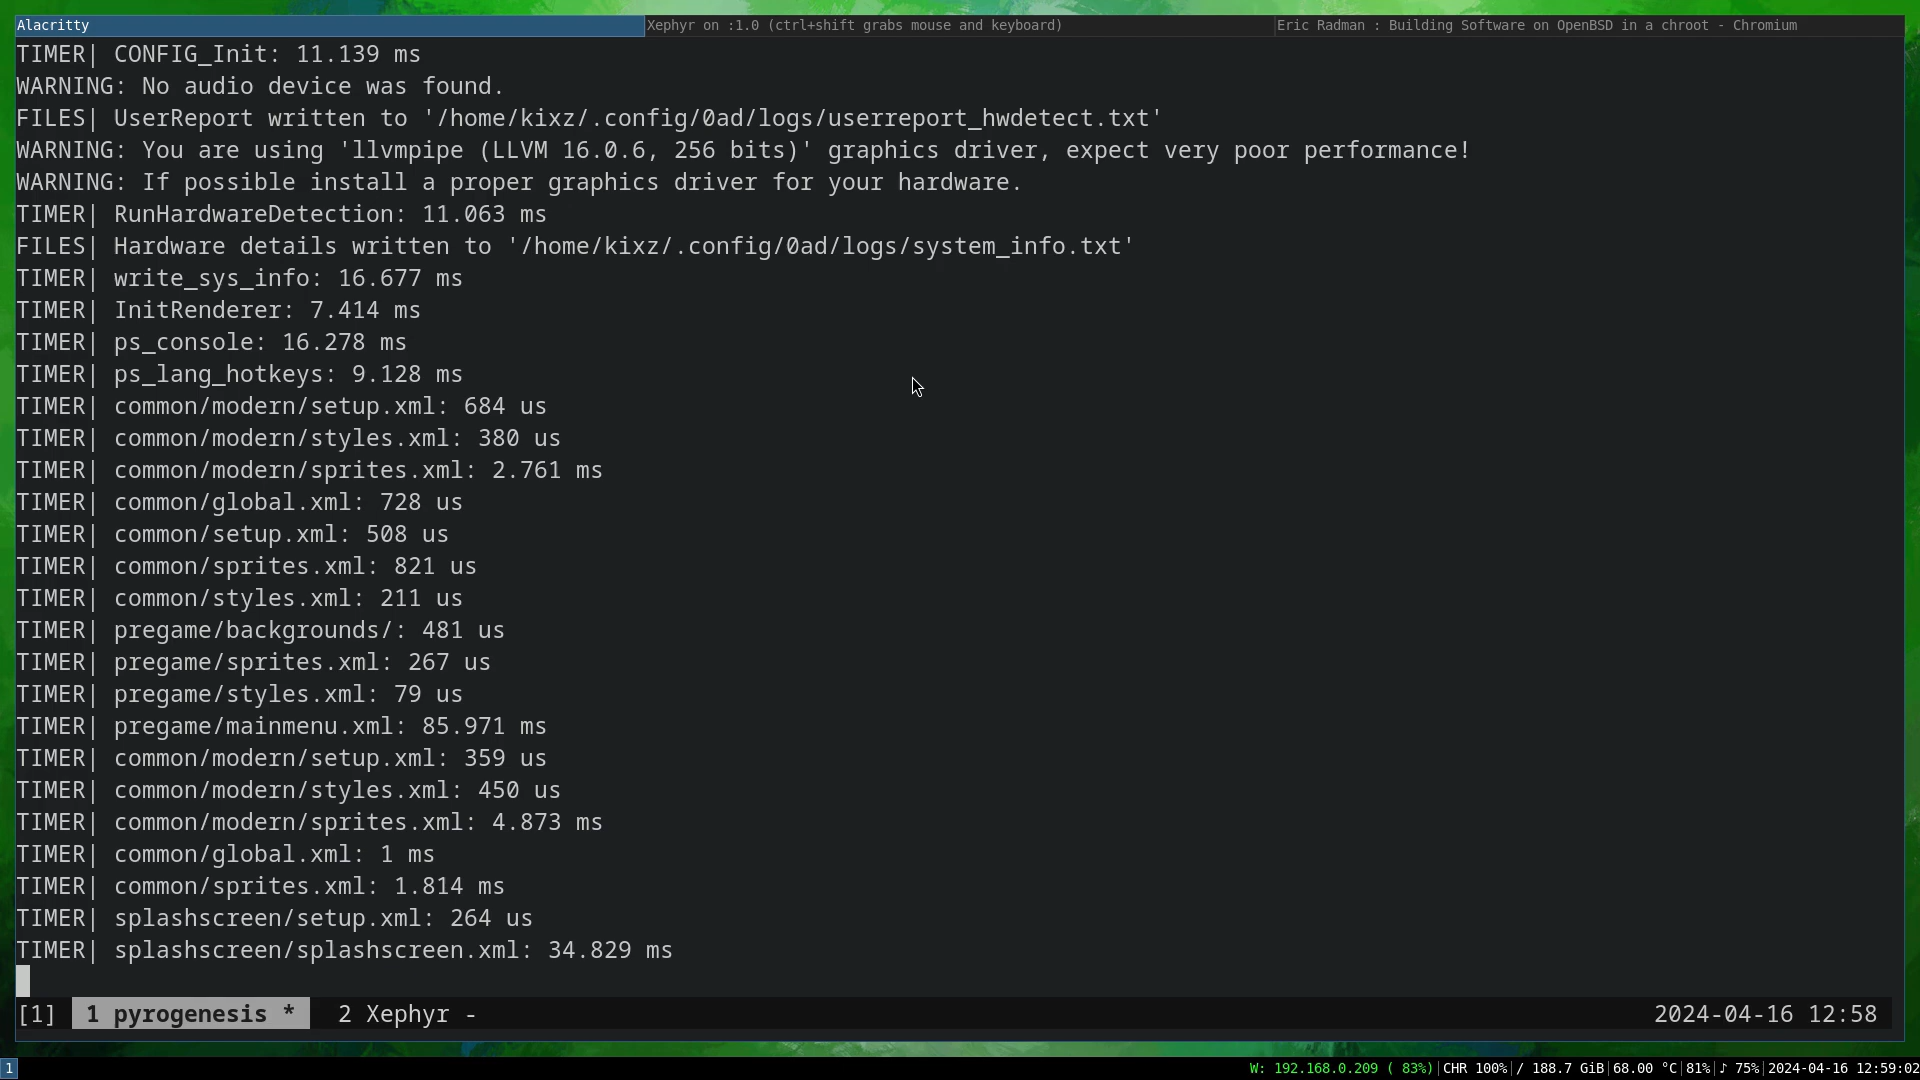 Alacritty
Xephyr on :1.0 (ctrl+shift grabs mouse and keyboard)
Eric Radman : Building Software on OpenBSD in a chroot - Chromium
TIMER| CONFIG_Init: 11.139 ms
WARNING: No audio device was found.
FILES| UserReport written to '/home/kixz/.config/0ad/logs/userreport_hwdetect.txt'
WARNING: You are using 'llvmpipe (LLVM 16.0.6, 256 bits)' graphics driver, expect very poor performance!
WARNING: If possible install a proper graphics driver for your hardware.
TIMER| RunHardwareDetection: 11.063 ms
FILES| Hardware details written to '/home/kixz/.config/0ad/logs/system_info.txt'
TIMER| write_sys_info: 16.677 ms
TIMER| InitRenderer: 7.414 ms
TIMER| ps_console: 16.278 ms
TIMER| ps_lang_hotkeys: 9.128 ms
TIMER| common/modern/setup.xml: 684 us
TIMER| common/modern/styles.xml: 380 us
TIMER| common/modern/sprites.xml: 2.761 ms
TIMER| common/global.xml: 728 us
TIMER| common/setup.xml: 508 us
TIMER| common/sprites.xml: 821 us
TIMER| common/styles.xml: 211 us
TIMER| pregame/backgrounds/: 481 us
TIMER| pregame/sprites.xml: 267 us
TIMER| pregame/styles.xml: 79 us
TIMER| pregame/mainmenu.xml: 85.971 ms
TIMER| common/modern/setup.xml: 359 us
TIMER| common/modern/styles.xml: 450 us
TIMER| common/modern/sprites.xml: 4.873 ms
TIMER| common/global.xml: 1 ms
TIMER| common/sprites.xml: 1.814 ms
TIMER| splashscreen/setup.xml: 264 us
TIMER| splashscreen/splashscreen.xml: 34.829 ms
[1] 1 pyrogenesis * 2 Xephyr - 2024-04-16 12:58
1 W: 192.168.0.209 ( 83%)|CHR 100%|/ 188.7 GiB|68.00 °C|81%|♪ 75%|2024-04-16 12:59:02